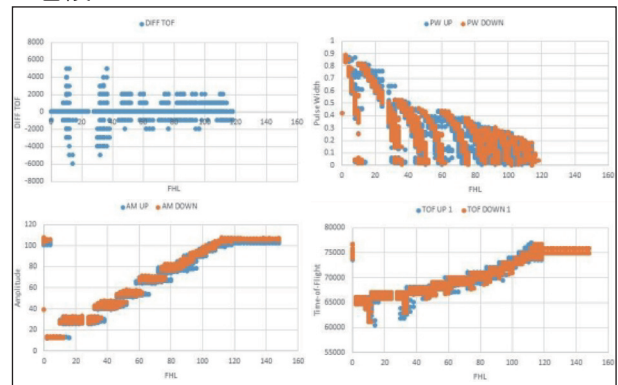 DIFF TOF
8000
6000
4000
2000
0
-2000
-4000
-6000
-8000
DIFF TOF
0 20 40 60 80 100 120 140 160
FHL
PW UP PW DOWN
1
0.9
0.8
0.7
0.6
0.5
0.4
0.3
0.2
0.1
0
Pulse Width
0 20 40 60 80 100 120 140 160
FHL
AM UP AM DOWN
120
100
80
60
40
20
0
Amplitude
0 20 40 60 80 100 120 140 160
FHL
TOF UP 1 TOF DOWN 1
80000
75000
70000
65000
60000
55000
Time-of-Flight
0 20 40 60 80 100 120 140 160
FHL